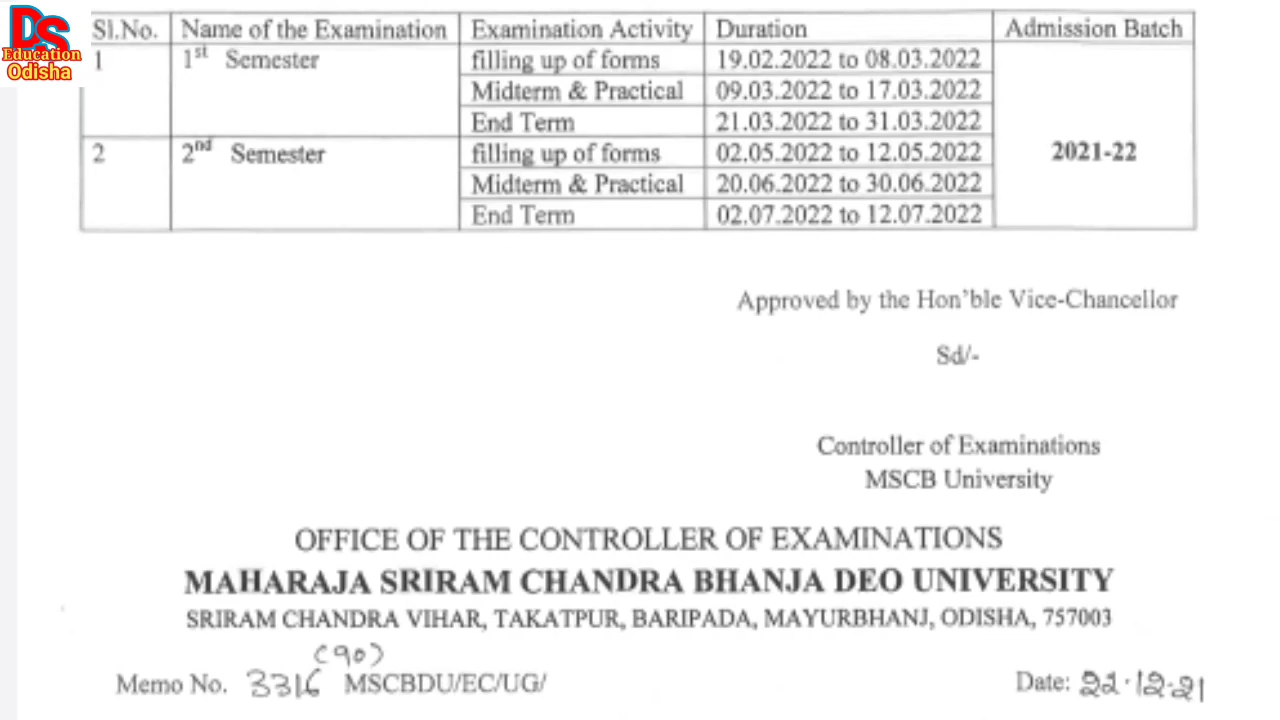 DS
Education
Odisha
Sl.No. Name of the Examination Examination Activity Duration Admission Batch
1 1st Semester filling up of forms 19.02.2022 to 08.03.2022
Midterm & Practical 09.03.2022 to 17.03.2022
End Term 21.03.2022 to 31.03.2022
2 2nd Semester filling up of forms 02.05.2022 to 12.05.2022 2021-22
Midterm & Practical 20.06.2022 to 30.06.2022
End Term 02.07.2022 to 12.07.2022
Approved by the Hon'ble Vice-Chancellor
Sd/-
Controller of Examinations
MSCB University
OFFICE OF THE CONTROLLER OF EXAMINATIONS
MAHARAJA SRIRAM CHANDRA BHANJA DEO UNIVERSITY
SRIRAM CHANDRA VIHAR, TAKATPUR, BARIPADA, MAYURBHANJ, ODISHA, 757003
(90)
Memo No. 3316 MSCBDU/EC/UG/ Date: 22.12.21